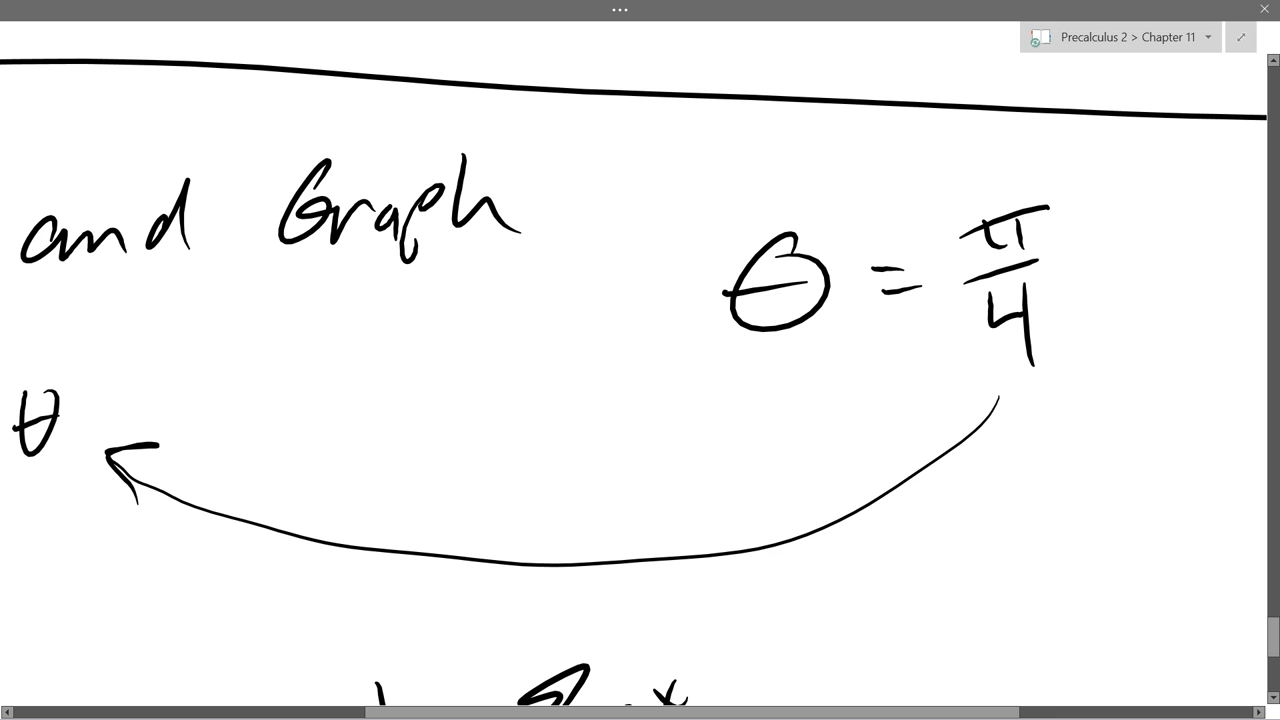 Precalculus 2 > Chapter 11
and Graph
θ = π/4
θ